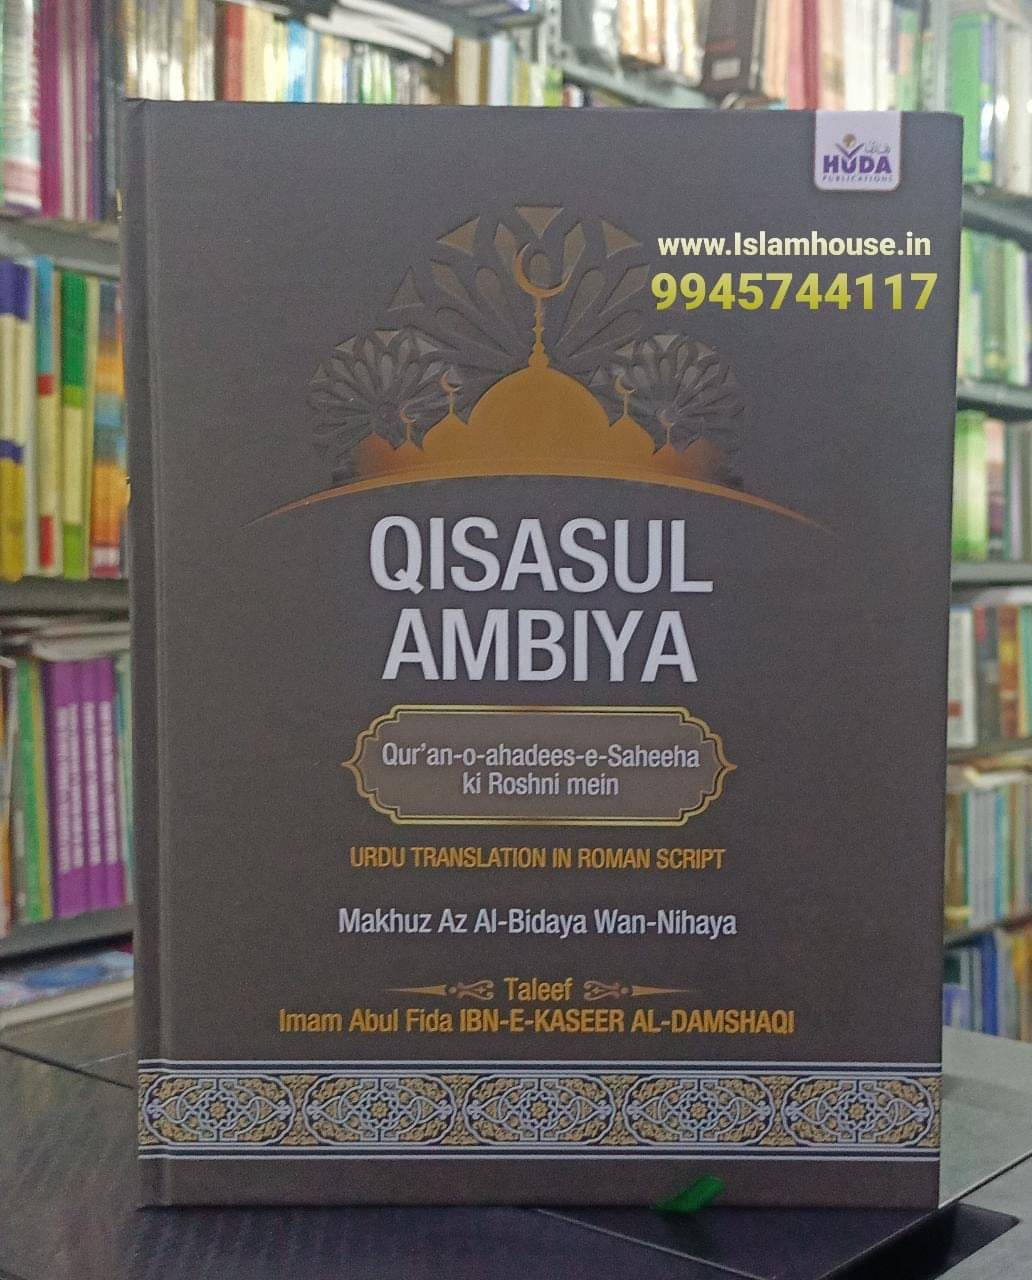 HUDA
PUBLICATIONS
www.Islamhouse.in
9945744117
QISASUL
AMBIYA
Qur'an-o-ahadees-e-Saheeha
ki Roshni mein
URDU TRANSLATION IN ROMAN SCRIPT
Makhuz Az Al-Bidaya Wan-Nihaya
Taleef
Imam Abul Fida IBN-E-KASEER AL-DAMSHAQI